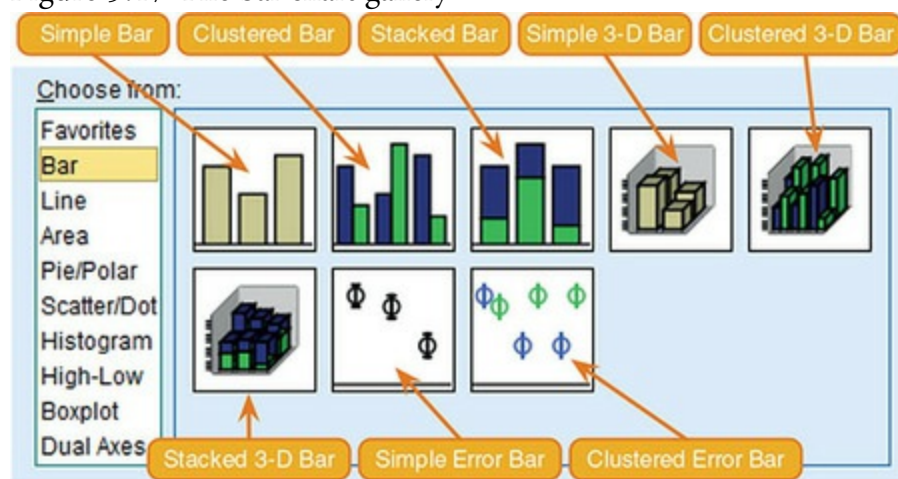 Simple Bar
Clustered Bar
Stacked Bar
Simple 3-D Bar
Clustered 3-D Bar
Choose from:
Favorites
Bar
Line
Area
Pie/Polar
Scatter/Dot
Histogram
High-Low
Boxplot
Dual Axes
Stacked 3-D Bar
Simple Error Bar
Clustered Error Bar